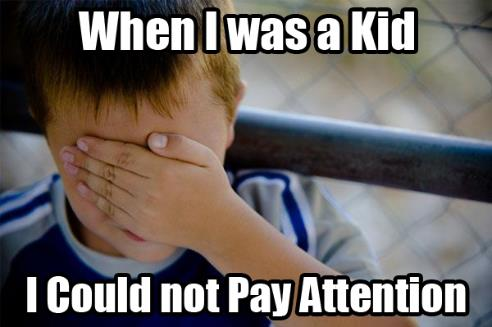 When I was a Kid
I Could not Pay Attention